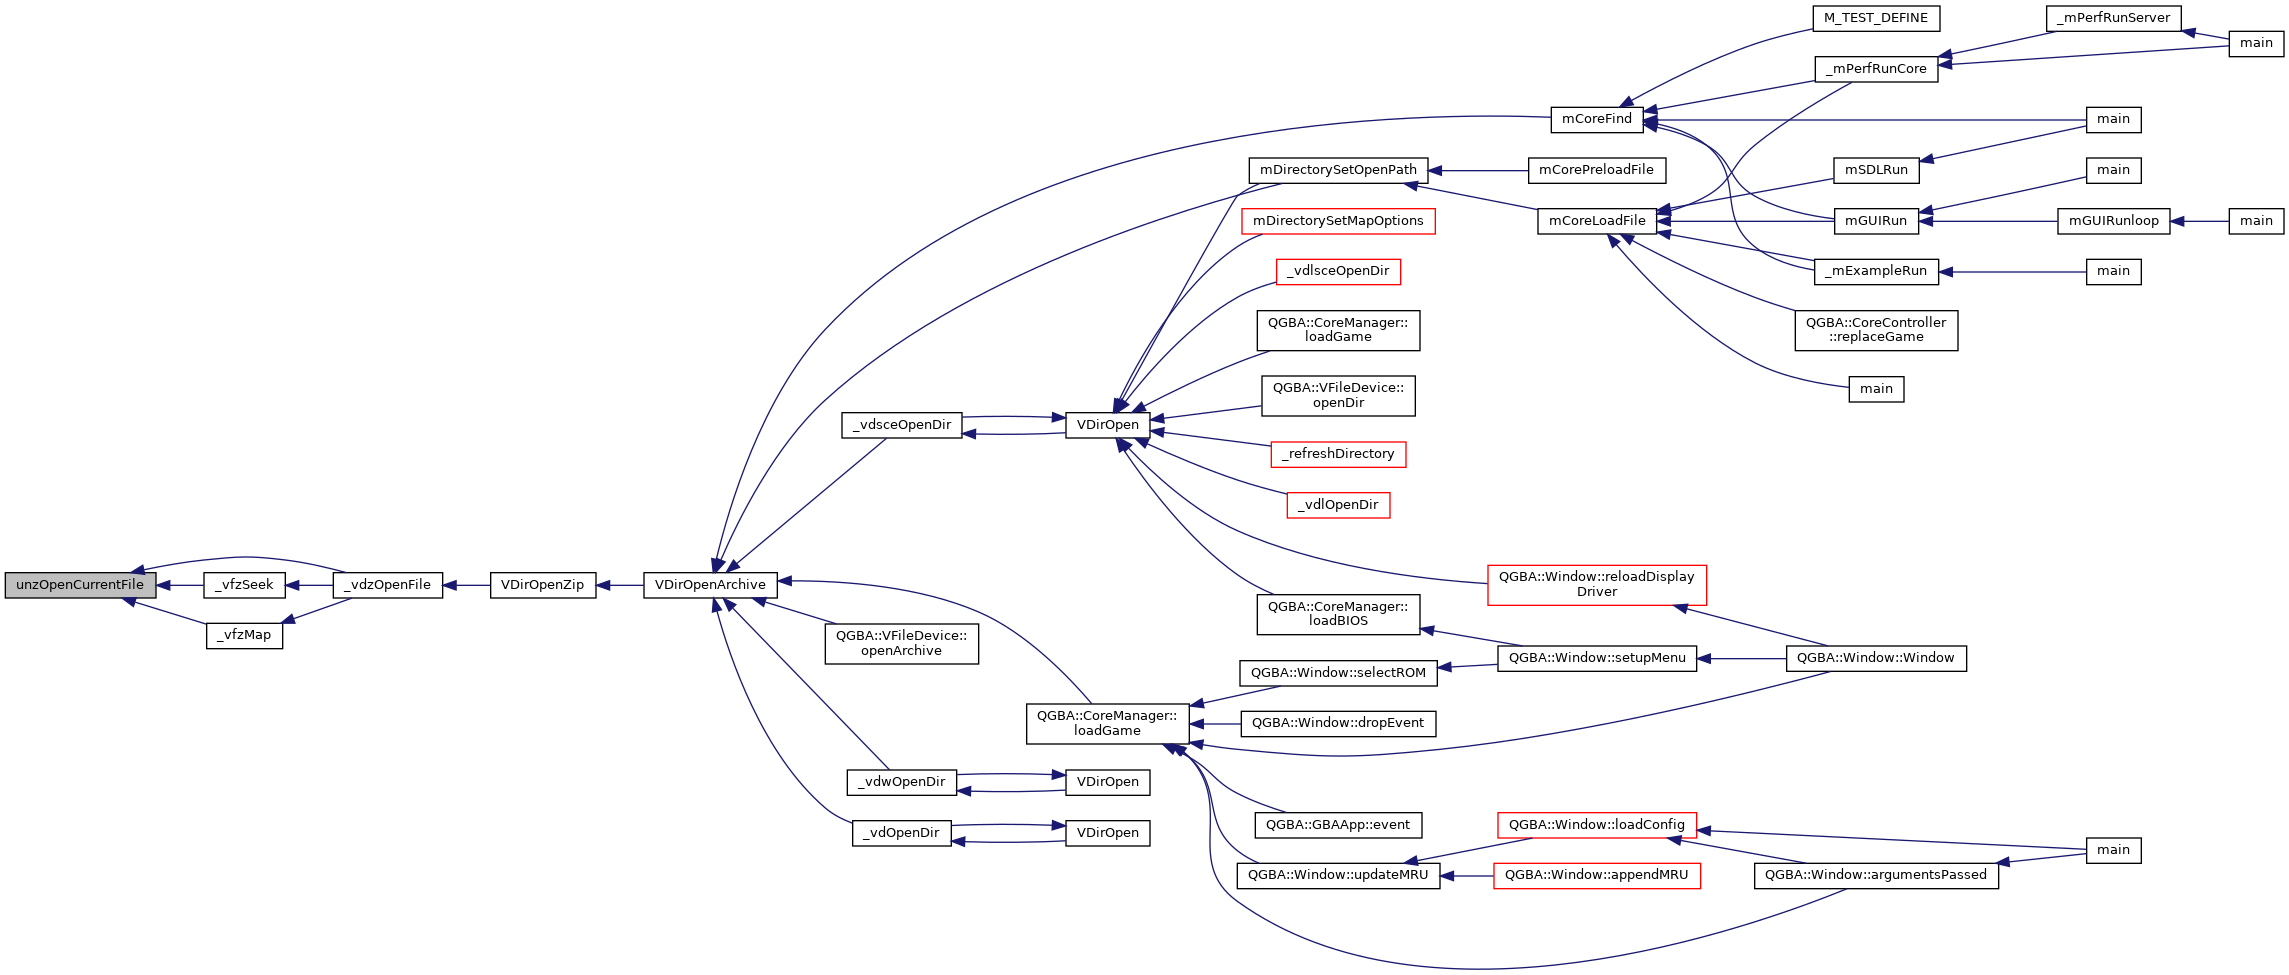 M_TEST_DEFINE
_mPerfRunServer
main
_mPerfRunCore
mCoreFind
main
mDirectorySetOpenPath
mCorePreloadFile
mSDLRun
main
mDirectorySetMapOptions
mCoreLoadFile
mGUIRun
mGUIRunloop
main
_vdlsceOpenDir
_mExampleRun
main
QGBA::CoreManager::
loadGame
QGBA::CoreController
::replaceGame
QGBA::VFileDevice::
openDir
main
_vdsceOpenDir
VDirOpen
_refreshDirectory
_vdlOpenDir
unzOpenCurrentFile
_vfzSeek
_vdzOpenFile
VDirOpenZip
VDirOpenArchive
QGBA::Window::reloadDisplay
Driver
QGBA::CoreManager::
loadBIOS
_vfzMap
QGBA::VFileDevice::
openArchive
QGBA::Window::setupMenu
QGBA::Window::Window
QGBA::Window::selectROM
QGBA::CoreManager::
loadGame
QGBA::Window::dropEvent
_vdwOpenDir
VDirOpen
_vdOpenDir
VDirOpen
QGBA::GBAApp::event
QGBA::Window::loadConfig
main
QGBA::Window::updateMRU
QGBA::Window::appendMRU
QGBA::Window::argumentsPassed